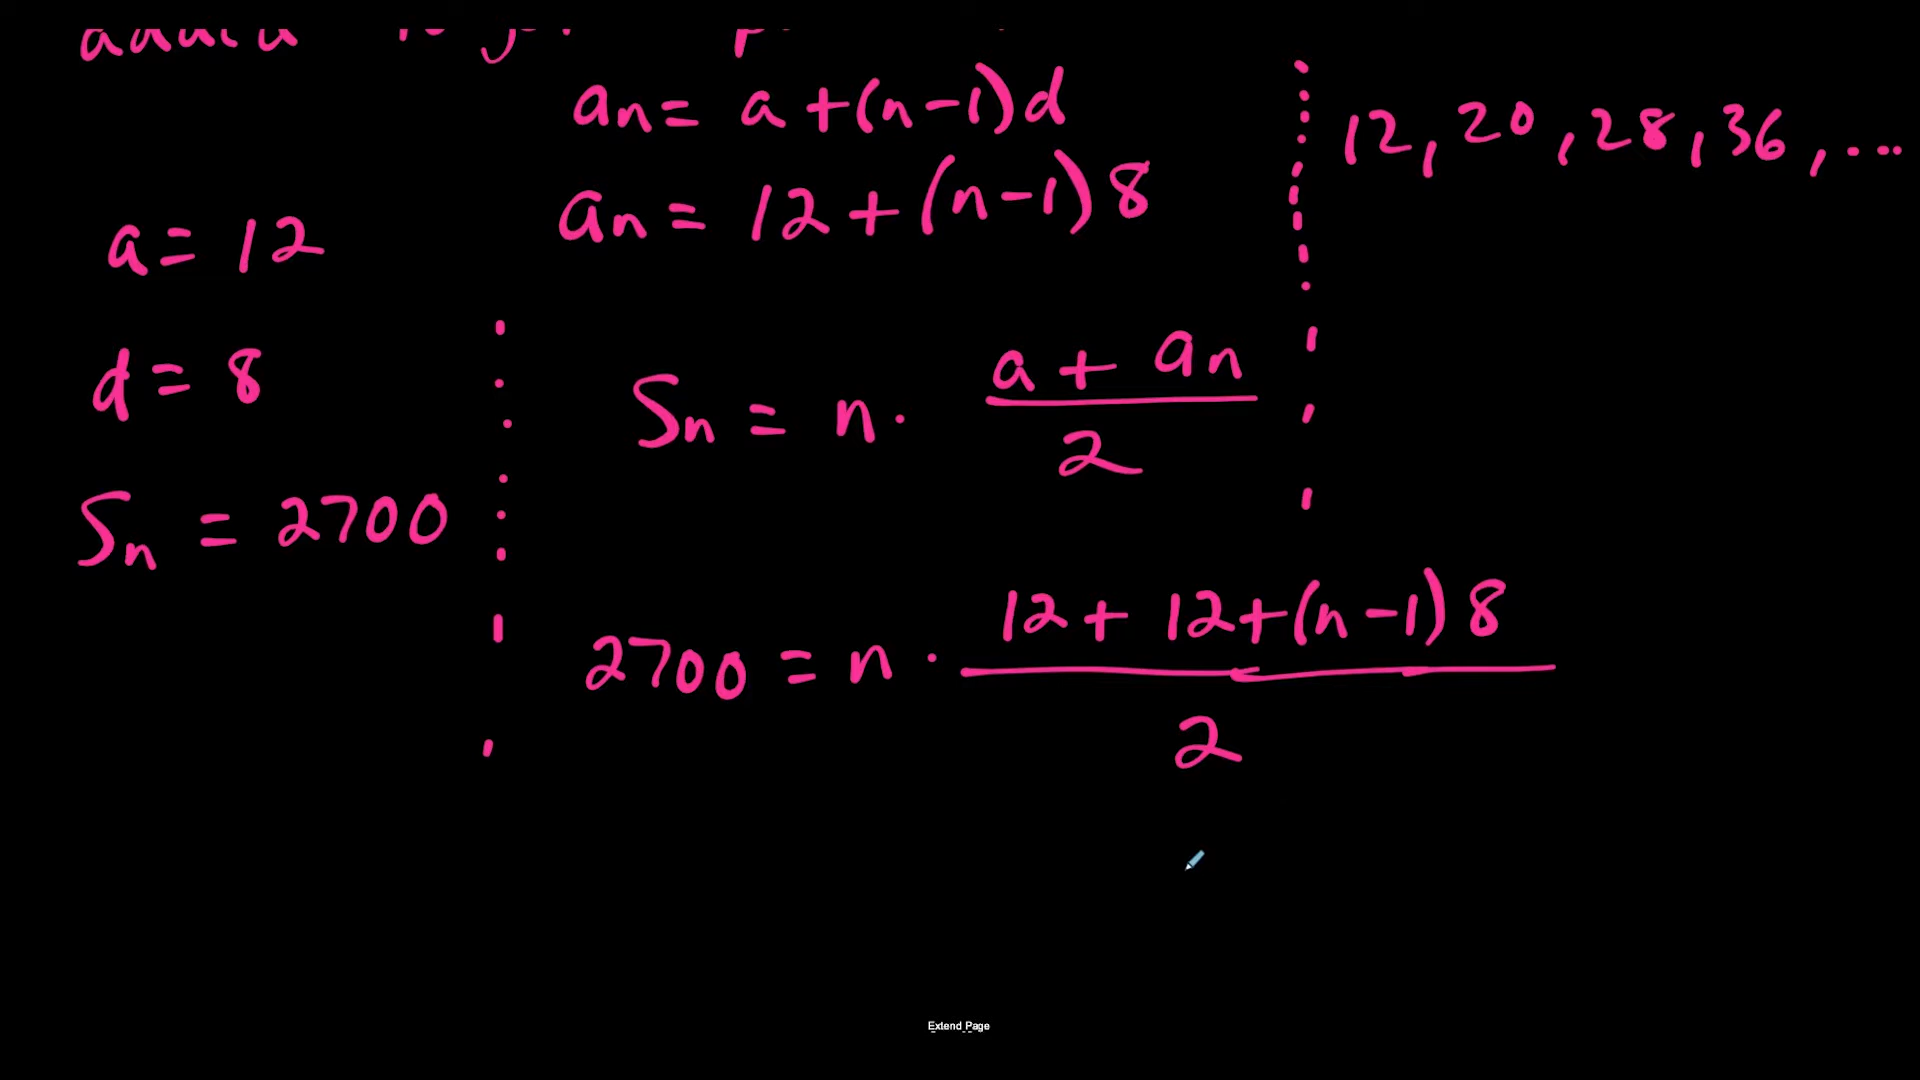 aₙ = a + (n-1)d
12, 20, 28, 36, ...
aₙ = 12 + (n-1)8
a = 12
d = 8
Sₙ = n · (a + aₙ)/2
Sₙ = 2700
2700 = n · (12 + 12 + (n-1)8)/2
Extend Page